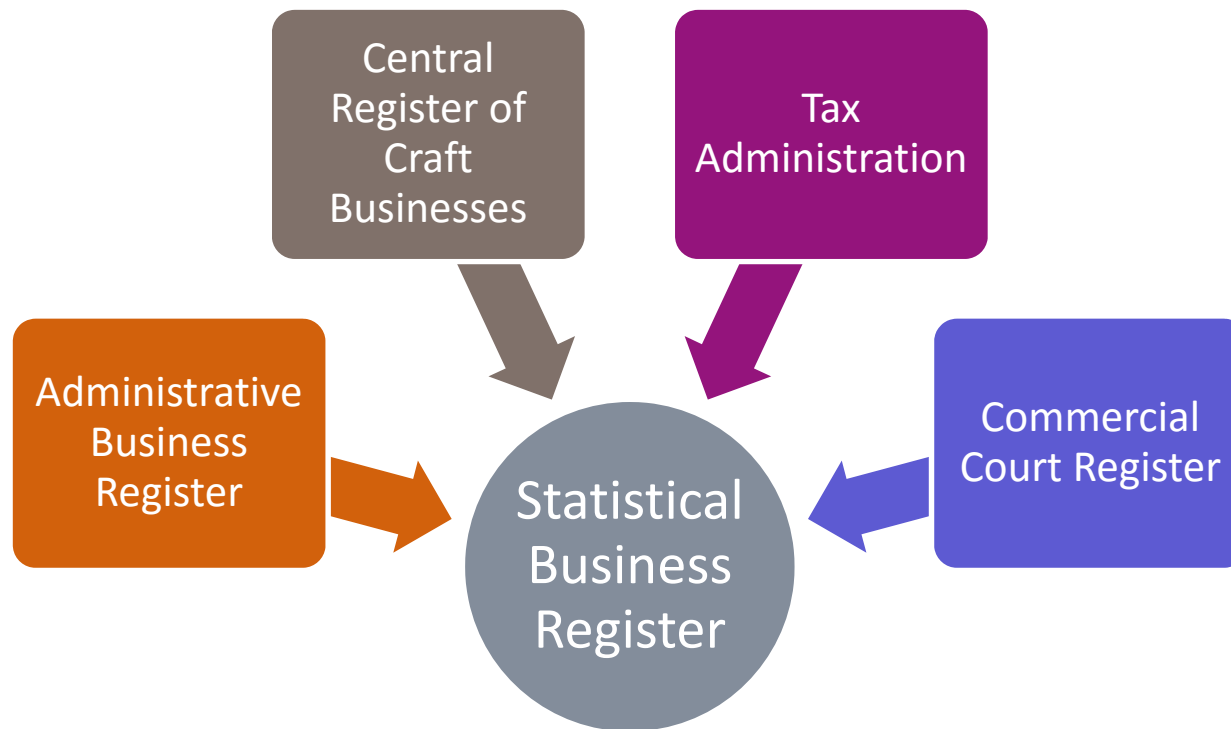 Central
Register of
Craft
Businesses
Tax
Administration
Administrative
Business
Register
Commercial
Court Register
Statistical
Business
Register